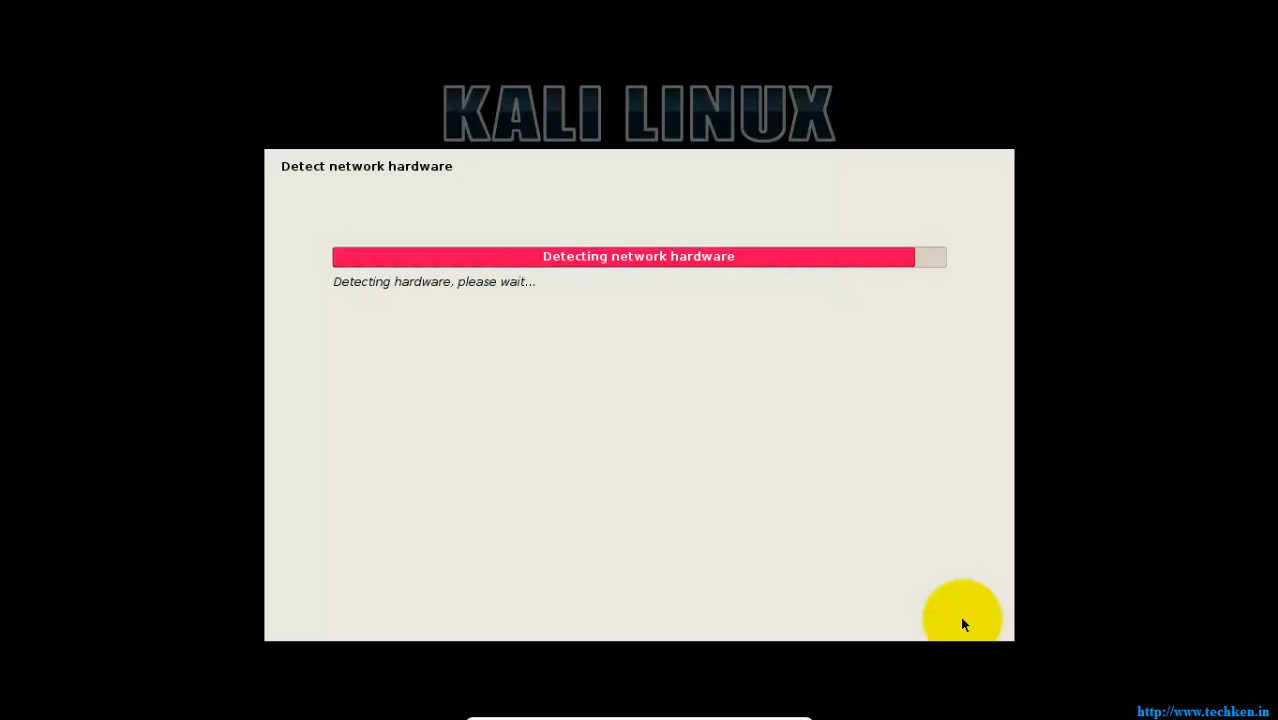 KALI LINUX
Detect network hardware
Detecting network hardware
Detecting hardware, please wait...
http://www.techken.in